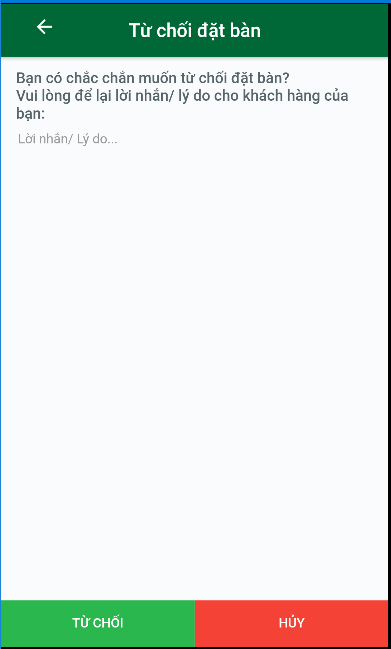 Từ chối đặt bàn
Bạn có chắc chắn muốn từ chối đặt bàn?
Vui lòng để lại lời nhắn/ lý do cho khách hàng của
bạn:
Lời nhắn/ Lý do...
TỪ CHỐI
HỦY